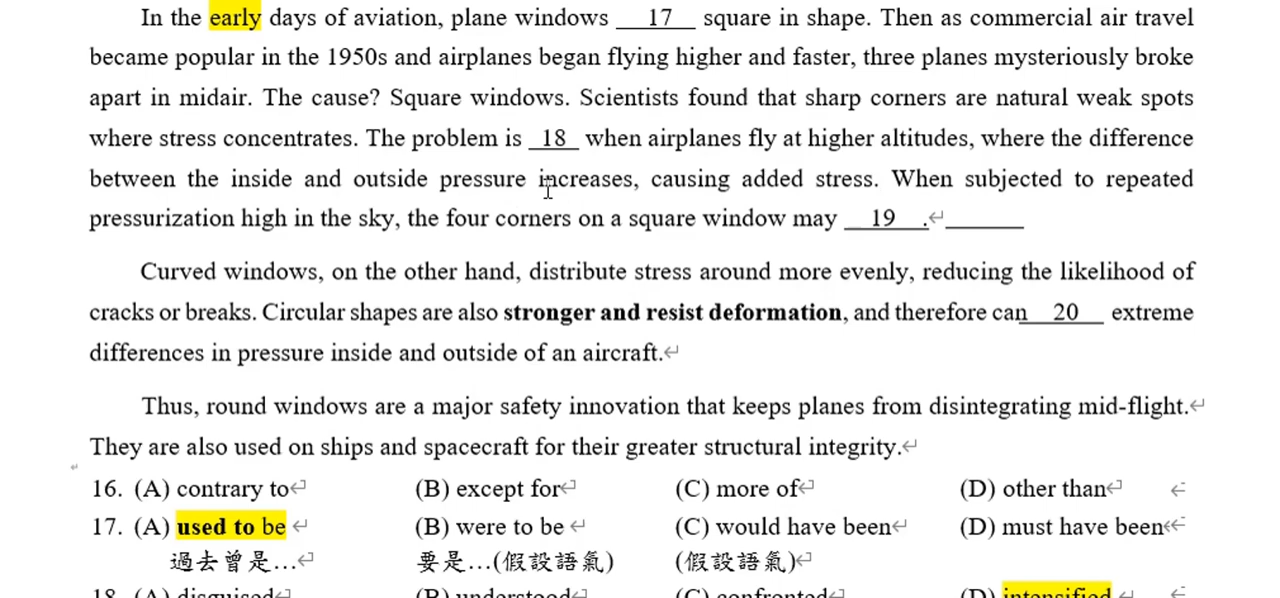 In the early days of aviation, plane windows 17 square in shape. Then as commercial air travel
became popular in the 1950s and airplanes began flying higher and faster, three planes mysteriously broke
apart in midair. The cause? Square windows. Scientists found that sharp corners are natural weak spots
where stress concentrates. The problem is 18 when airplanes fly at higher altitudes, where the difference
between the inside and outside pressure increases, causing added stress. When subjected to repeated
pressurization high in the sky, the four corners on a square window may 19 .
Curved windows, on the other hand, distribute stress around more evenly, reducing the likelihood of
cracks or breaks. Circular shapes are also stronger and resist deformation, and therefore can 20 extreme
differences in pressure inside and outside of an aircraft.
Thus, round windows are a major safety innovation that keeps planes from disintegrating mid-flight.
They are also used on ships and spacecraft for their greater structural integrity.
16. (A) contrary to (B) except for (C) more of (D) other than
17. (A) used to be (B) were to be (C) would have been (D) must have been
過去曾是… 要是…(假設語氣) (假設語氣)
18. (A) disguised (B) understood (C) confronted (D) intensified